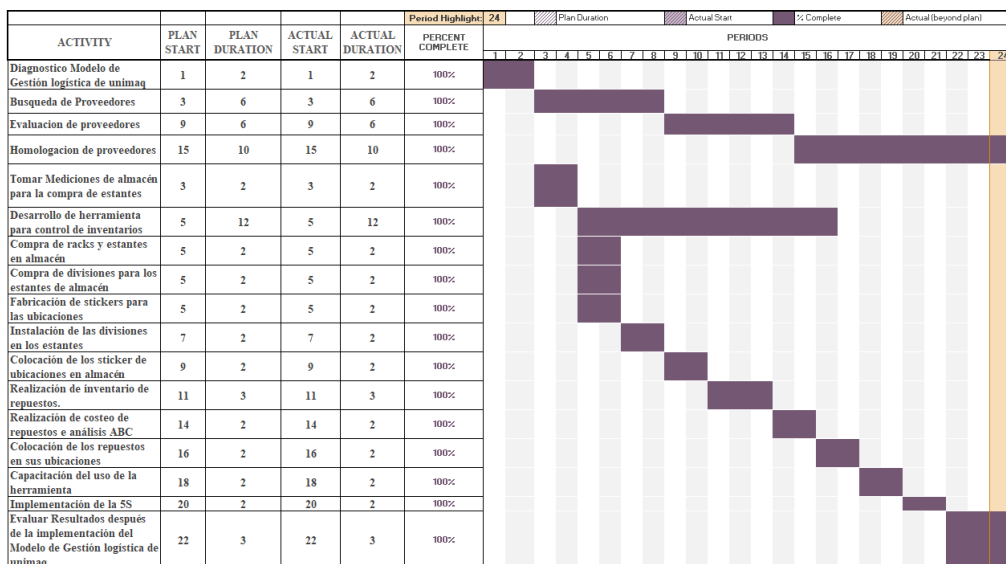 Period Highlight: 24 Plan Duration Actual Start % Complete Actual (beyond plan)
ACTIVITY PLAN START PLAN DURATION ACTUAL START ACTUAL DURATION PERCENT COMPLETE PERIODS
1 2 3 4 5 6 7 8 9 10 11 12 13 14 15 16 17 18 19 20 21 22 23 24
Diagnostico Modelo de
Gestión logística de unimaq 1 2 1 2 100%
Busqueda de Proveedores 3 6 3 6 100%
Evaluacion de proveedores 9 6 9 6 100%
Homologacion de proveedores 15 10 15 10 100%
Tomar Mediciones de almacén
para la compra de estantes 3 2 3 2 100%
Desarrollo de herramienta
para control de inventarios 5 12 5 12 100%
Compra de racks y estantes
en almacén 5 2 5 2 100%
Compra de divisiones para los
estantes de almacén 5 2 5 2 100%
Fabricación de stickers para
las ubicaciones 5 2 5 2 100%
Instalación de las divisiones
en los estantes 7 2 7 2 100%
Colocación de los sticker de
ubicaciones en almacén 9 2 9 2 100%
Realización de inventario de
repuestos. 11 3 11 3 100%
Realización de costeo de
repuestos e análisis ABC 14 2 14 2 100%
Colocación de los repuestos
en sus ubicaciones 16 2 16 2 100%
Capacitación del uso de la
herramienta 18 2 18 2 100%
Implementación de la 5S 20 2 20 2 100%
Evaluar Resultados después
de la implementación del
Modelo de Gestión logística de
unimaq 22 3 22 3 100%